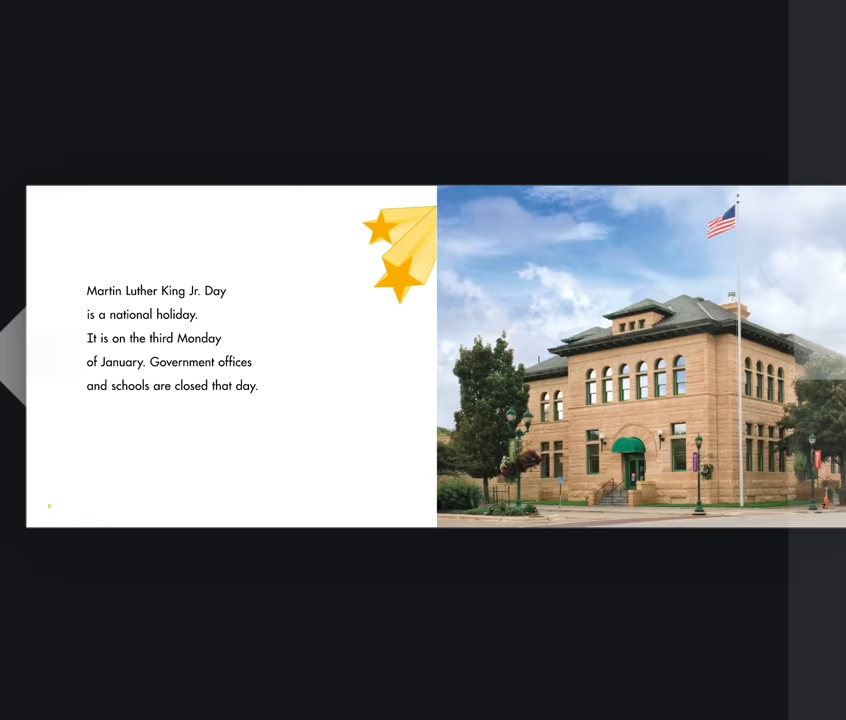 Martin Luther King Jr. Day
is a national holiday.
It is on the third Monday
of January. Government offices
and schools are closed that day.